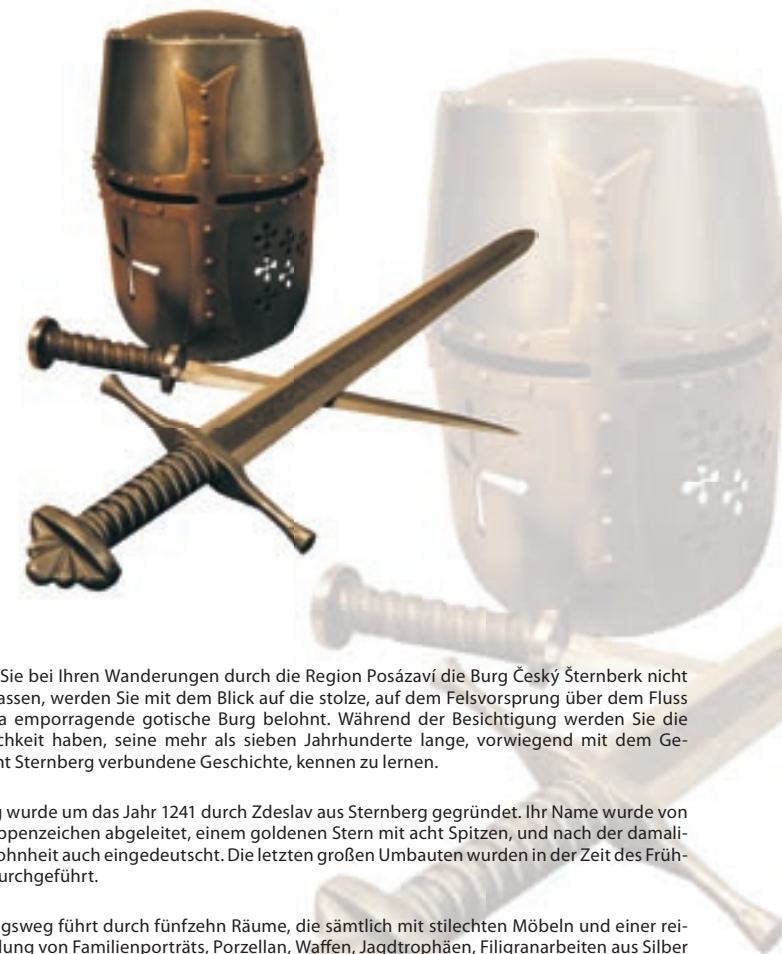 Sie bei Ihren Wanderungen durch die Region Posázaví die Burg Český Šternberk nicht
assen, werden Sie mit dem Blick auf die stolze, auf dem Felsvorsprung über dem Fluss
a emporragende gotische Burg belohnt. Während der Besichtigung werden Sie die
chkeit haben, seine mehr als sieben Jahrhunderte lange, vorwiegend mit dem Ge-
nt Sternberg verbundene Geschichte, kennen zu lernen.
g wurde um das Jahr 1241 durch Zdeslav aus Sternberg gegründet. Ihr Name wurde von
ppenzeichen abgeleitet, einem goldenen Stern mit acht Spitzen, und nach der damali-
ohnheit auch eingedeutscht. Die letzten großen Umbauten wurden in der Zeit des Früh-
urchgeführt.
ngsweg führt durch fünfzehn Räume, die sämtlich mit stilechten Möbeln und einer rei-
dlung von Familienporträts, Porzellan, Waffen, Jagdtrophäen, Filigranarbeiten aus Silber